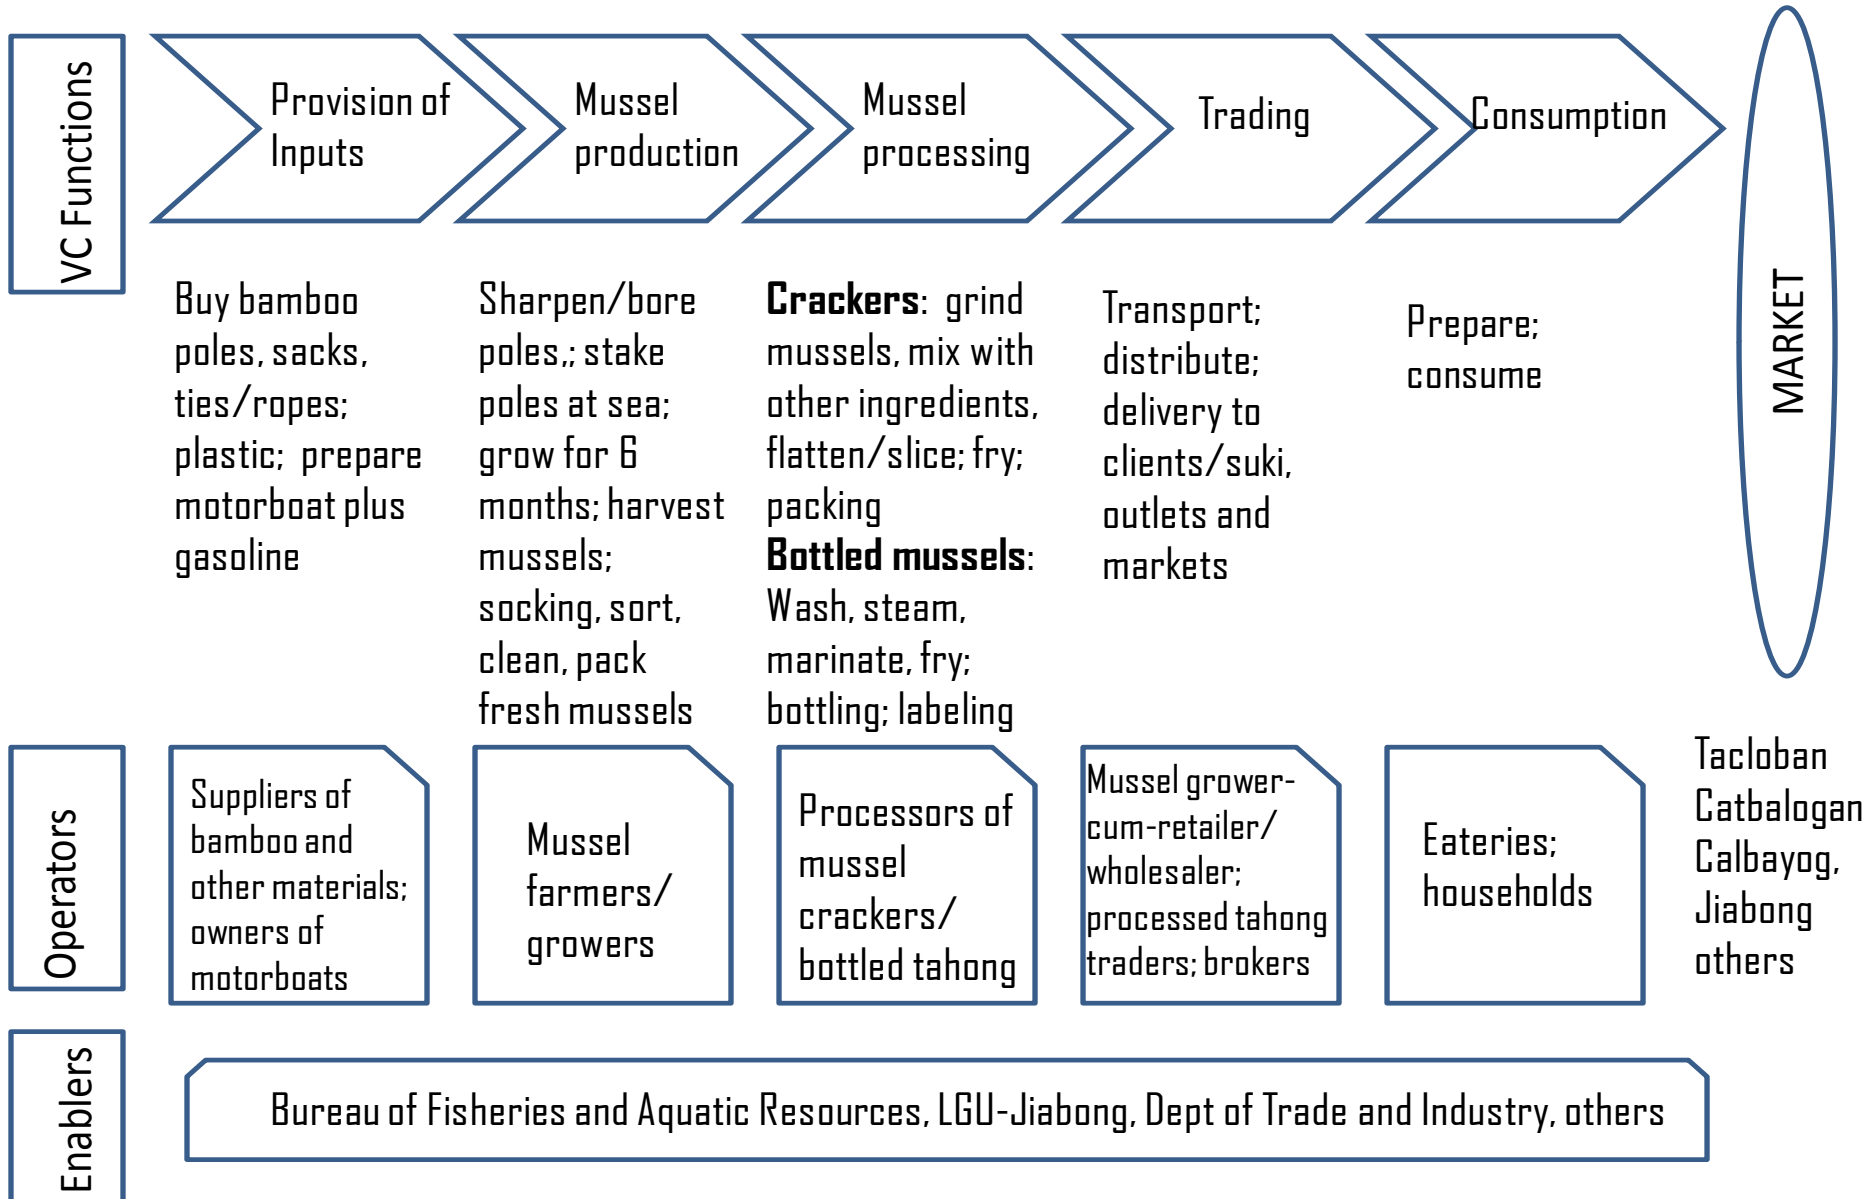 VC Functions
Provision of
Inputs
Mussel
production
Mussel
processing
Trading
Consumption
MARKET
Buy bamboo
poles, sacks,
ties/ropes;
plastic;  prepare
motorboat plus
gasoline
Sharpen/bore
poles,; stake
poles at sea;
grow for 6
months; harvest
mussels;
socking, sort,
clean, pack
fresh mussels
Crackers:  grind
mussels, mix with
other ingredients,
flatten/slice; fry;
packing
Bottled mussels:
Wash, steam,
marinate, fry;
bottling; labeling
Transport;
distribute;
delivery to
clients/suki,
outlets and
markets
Prepare;
consume
Operators
Suppliers of
bamboo and
other materials;
owners of
motorboats
Mussel
farmers/
growers
Processors of
mussel
crackers/
bottled tahong
Mussel grower-
cum-retailer/
wholesaler;
processed tahong
traders; brokers
Eateries;
households
Tacloban
Catbalogan
Calbayog,
Jiabong
others
Enablers
Bureau of Fisheries and Aquatic Resources, LGU-Jiabong, Dept of Trade and Industry, others